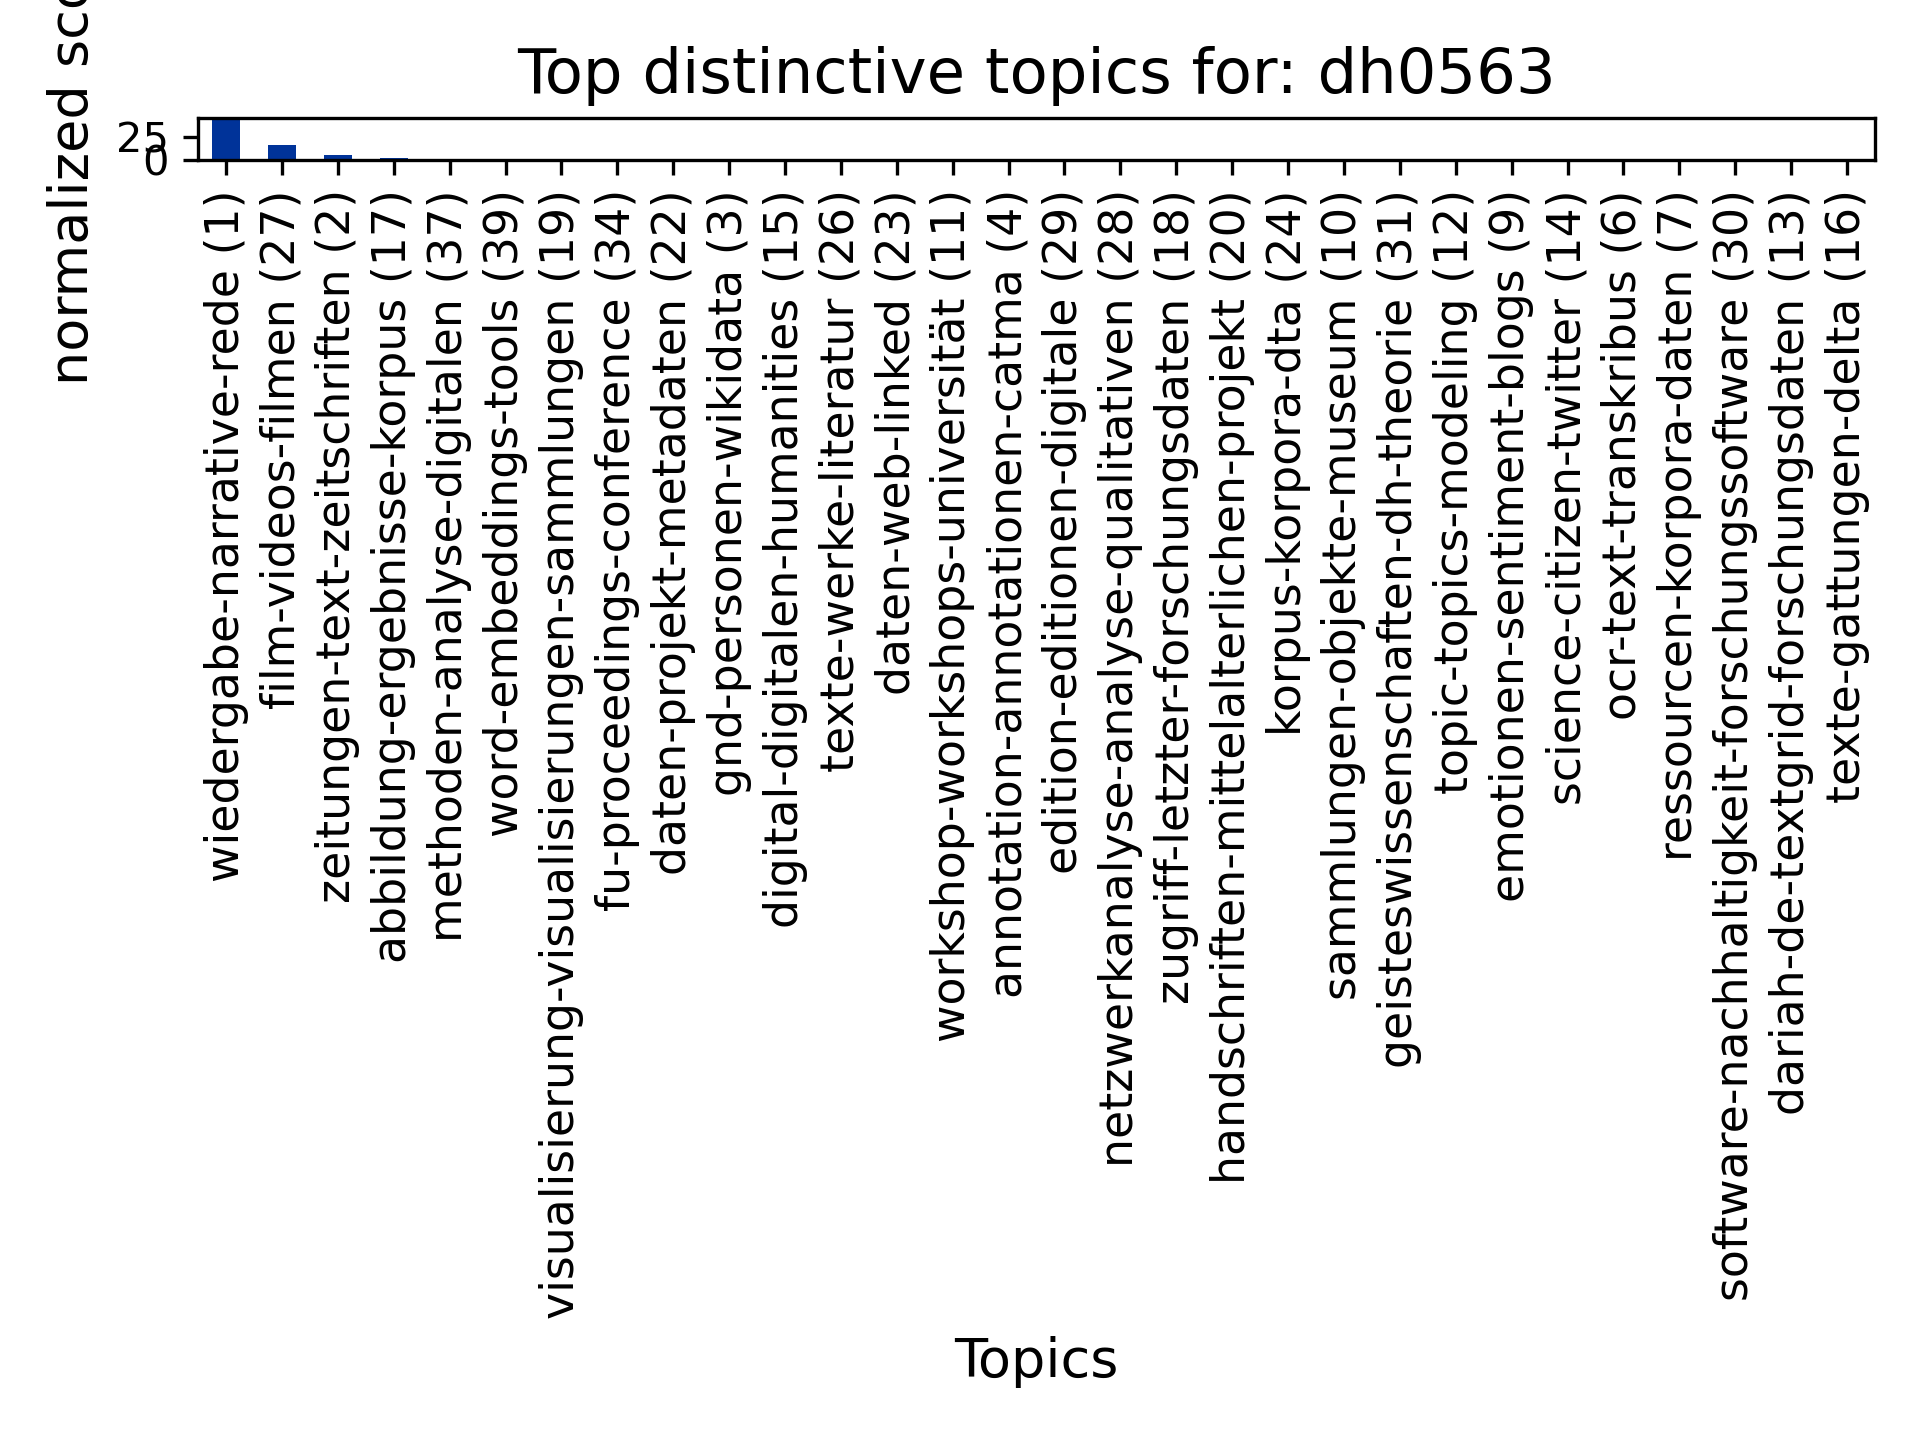 Top distinctive topics for: dh0563
normalized
25
0
wiedergabe-narrative-rede (1)
film-videos-filmen (27)
zeitungen-text-zeitschriften (2)
abbildung-ergebnisse-korpus (17)
methoden-analyse-digitalen (37)
word-embeddings-tools (39)
visualisierung-visualisierungen-sammlungen (19)
fu-proceedings-conference (34)
daten-projekt-metadaten (22)
gnd-personen-wikidata (3)
digital-digitalen-humanities (15)
texte-werke-literatur (26)
daten-web-linked (23)
workshop-workshops-universität (11)
annotation-annotationen-catma (4)
edition-editionen-digitale (29)
netzwerkanalyse-analyse-qualitativen (28)
zugriff-letzter-forschungsdaten (18)
handschriften-mittelalterlichen-projekt (20)
korpus-korpora-dta (24)
sammlungen-objekte-museum (10)
geisteswissenschaften-dh-theorie (31)
topic-topics-modeling (12)
emotionen-sentiment-blogs (9)
science-citizen-twitter (14)
ocr-text-transkribus (6)
ressourcen-korpora-daten (7)
software-nachhaltigkeit-forschungssoftware (30)
dariah-de-textgrid-forschungsdaten (13)
texte-gattungen-delta (16)
Topics